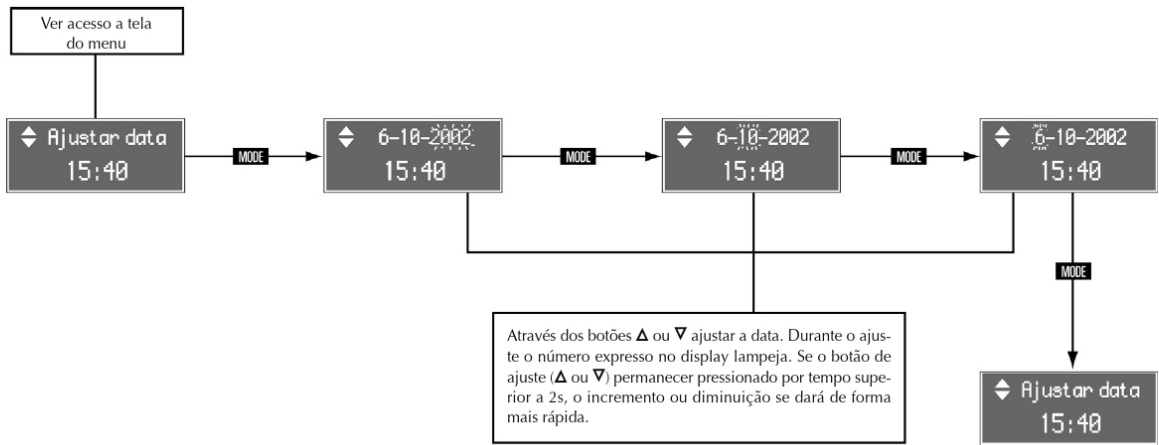 Ver acesso a tela
do menu
Ajustar data
15:40
MODE
6-10-2002
15:40
MODE
6-10-2002
15:40
MODE
6-10-2002
15:40
MODE
Através dos botões Δ ou ∇ ajustar a data. Durante o ajus-
te o número expresso no display lampeja. Se o botão de
ajuste (Δ ou ∇) permanecer pressionado por tempo supe-
rior a 2s, o incremento ou diminuição se dará de forma
mais rápida.
Ajustar data
15:40